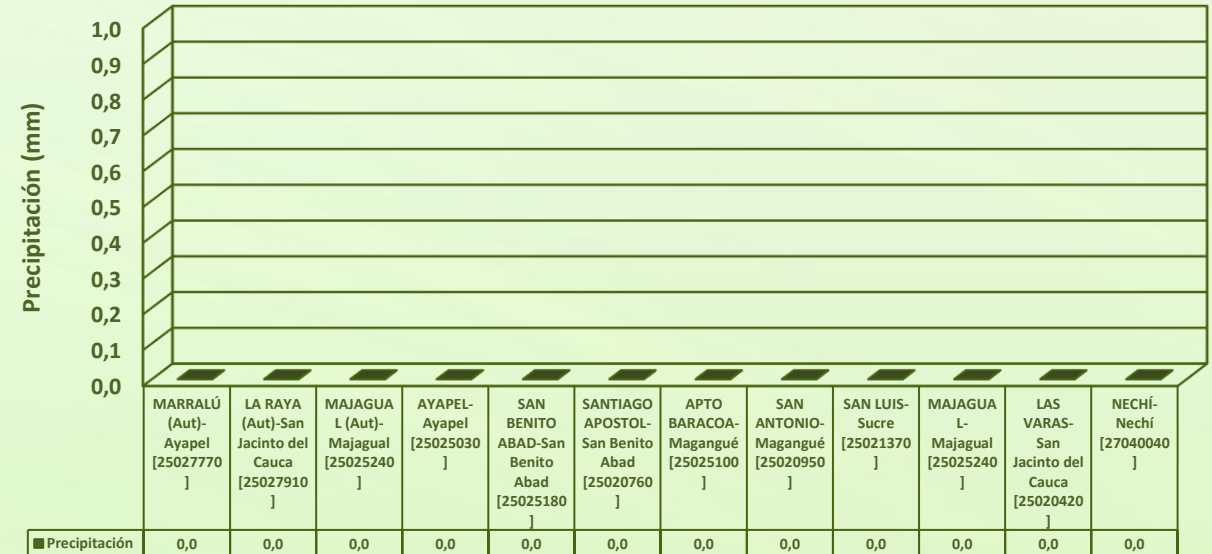 Precipitación (mm)
1,0
0,9
0,8
0,7
0,6
0,5
0,4
0,3
0,2
0,1
0,0
MARRALÚ
(Aut)-
Ayapel
[25027770
]
LA RAYA
(Aut)-San
Jacinto del
Cauca
[25027910
]
MAJAGUA
L (Aut)-
Majagual
[25025240
]
AYAPEL-
Ayapel
[25025030
]
SAN
BENITO
ABAD-San
Benito
Abad
[25025180
]
SANTIAGO
APOSTOL-
San Benito
Abad
[25020760
]
APTO
BARACOA-
Magangué
[25025100
]
SAN
ANTONIO-
Magangué
[25020950
]
SAN LUIS-
Sucre
[25021370
]
MAJAGUA
L-
Majagual
[25025240
]
LAS
VARAS-
San
Jacinto del
Cauca
[25020420
]
NECHÍ-
Nechí
[27040040
]
Precipitación 0,0 0,0 0,0 0,0 0,0 0,0 0,0 0,0 0,0 0,0 0,0 0,0